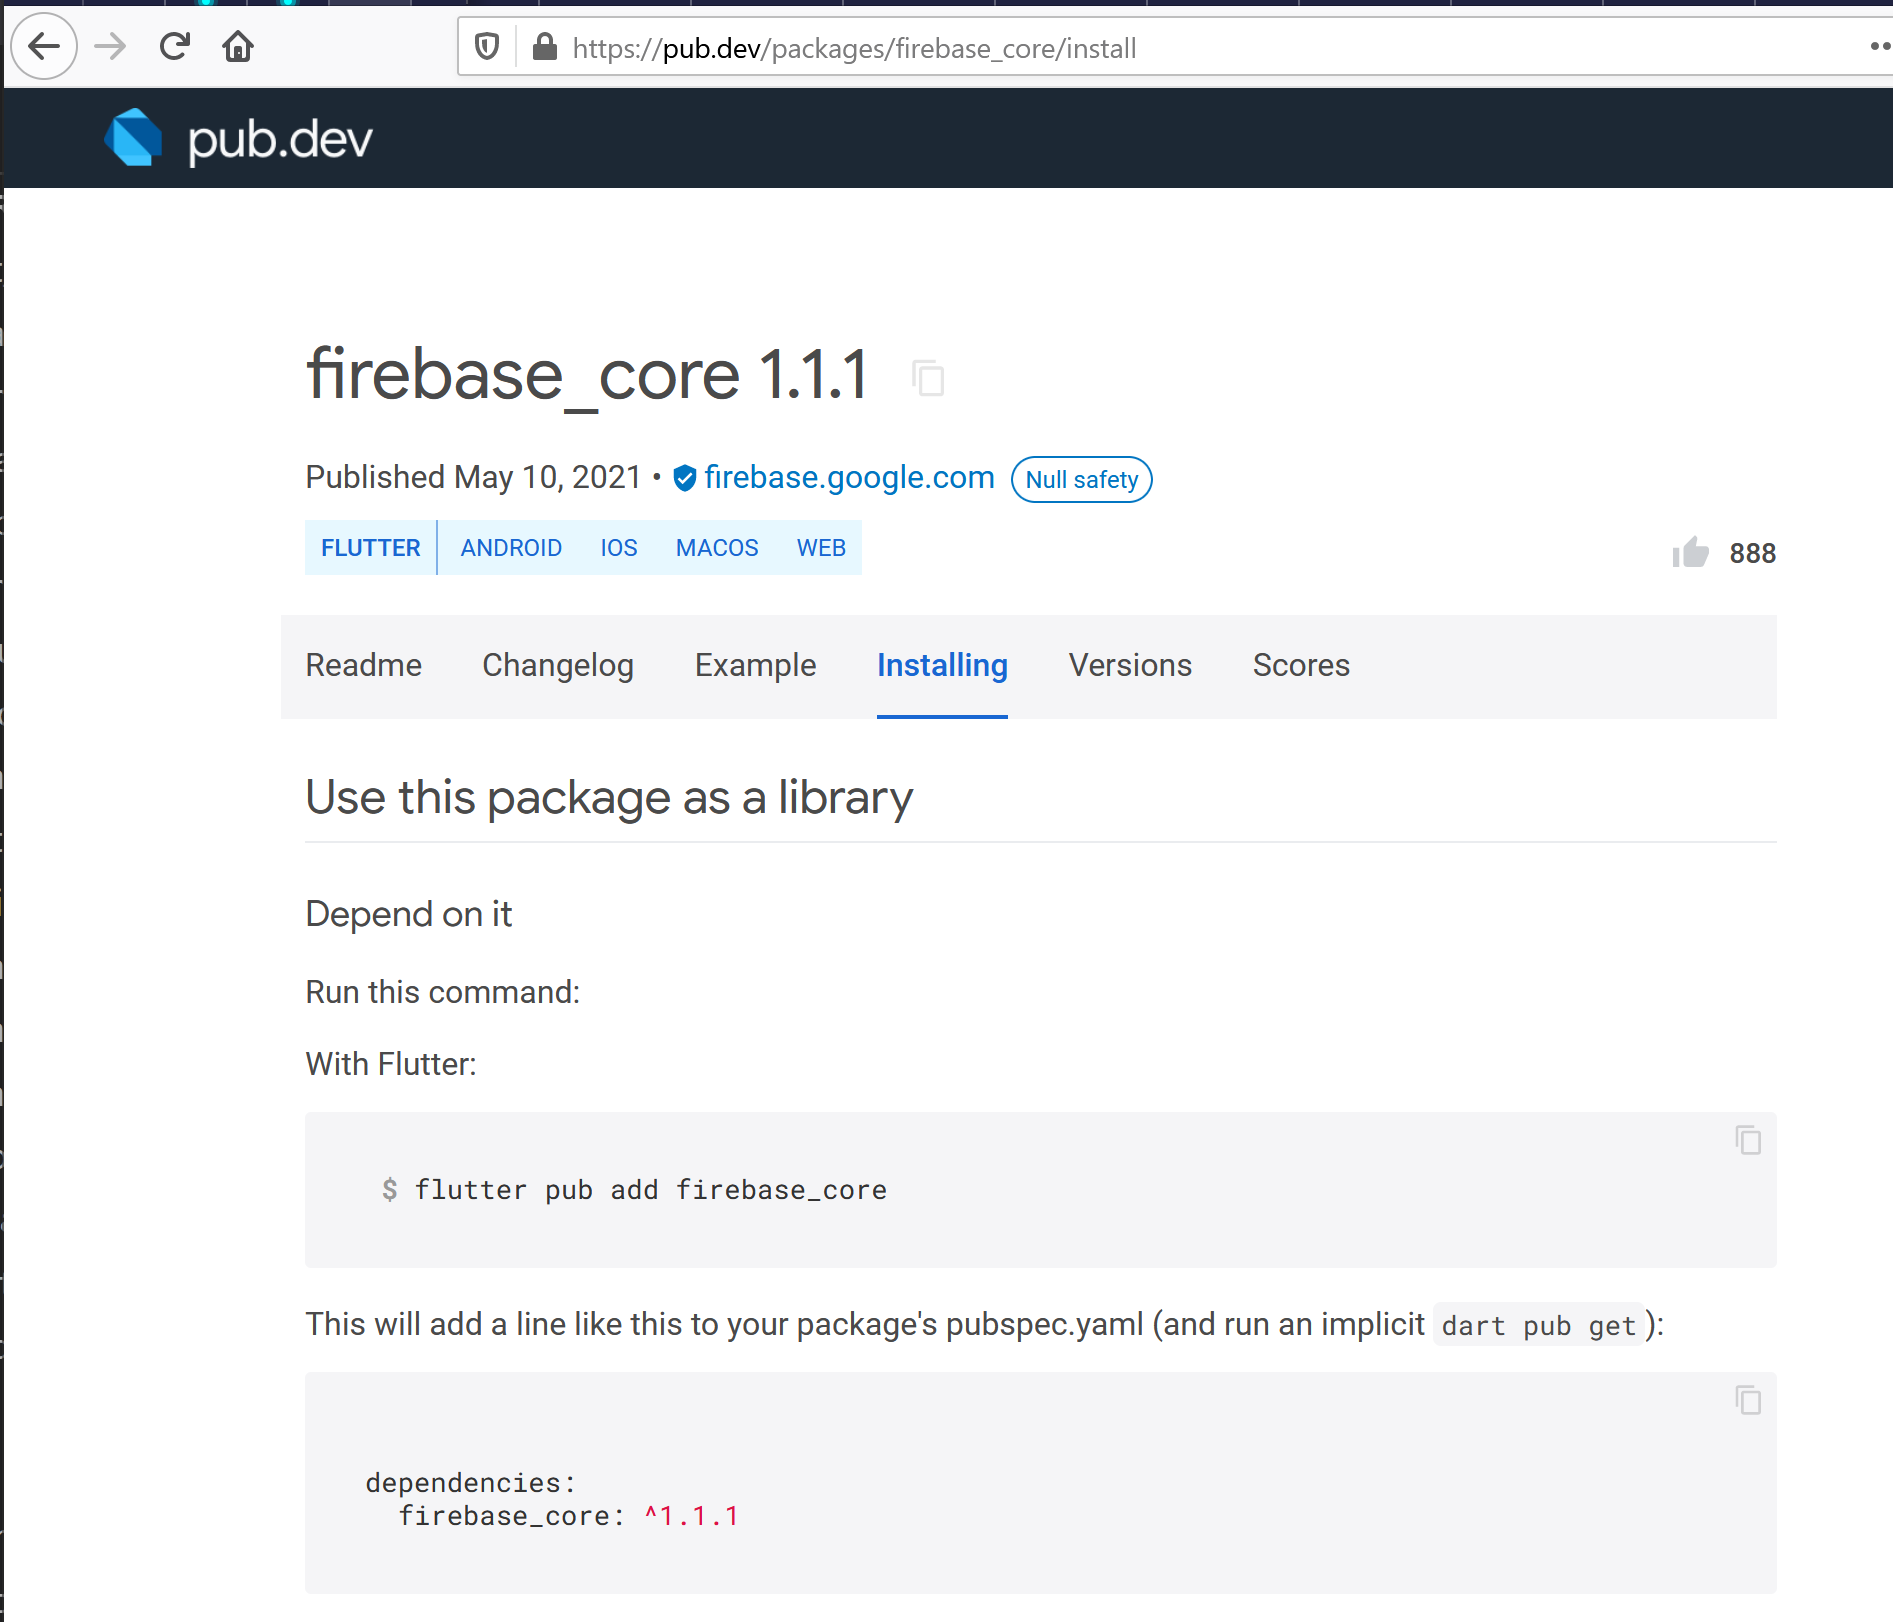 https://pub.dev/packages/firebase_core/install
pub.dev
firebase_core 1.1.1
Published May 10, 2021 • firebase.google.com Null safety
FLUTTER ANDROID IOS MACOS WEB
888
Readme Changelog Example Installing Versions Scores
Use this package as a library
Depend on it
Run this command:
With Flutter:
$ flutter pub add firebase_core
This will add a line like this to your package's pubspec.yaml (and run an implicit dart pub get):
dependencies:
  firebase_core: ^1.1.1